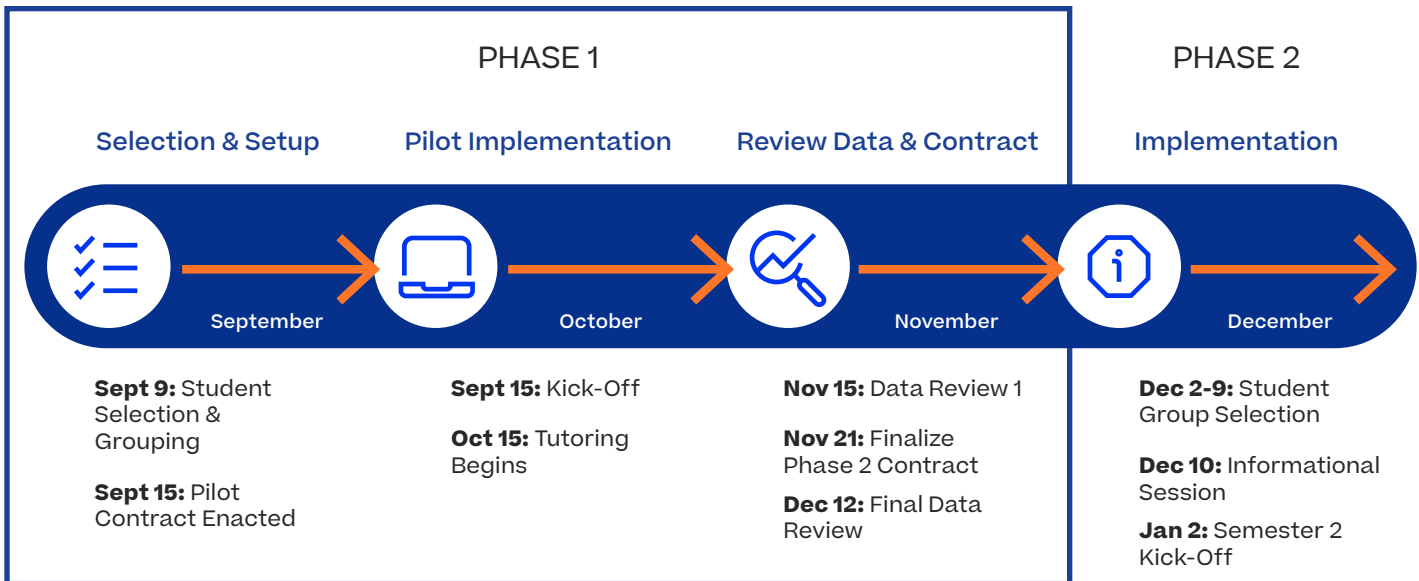 PHASE 1
PHASE 2
Selection & Setup
Pilot Implementation
Review Data & Contract
Implementation
September
October
November
December
Sept 9: Student
Selection &
Grouping
Sept 15: Pilot
Contract Enacted
Sept 15: Kick-Off
Oct 15: Tutoring
Begins
Nov 15: Data Review 1
Nov 21: Finalize
Phase 2 Contract
Dec 12: Final Data
Review
Dec 2-9: Student
Group Selection
Dec 10: Informational
Session
Jan 2: Semester 2
Kick-Off